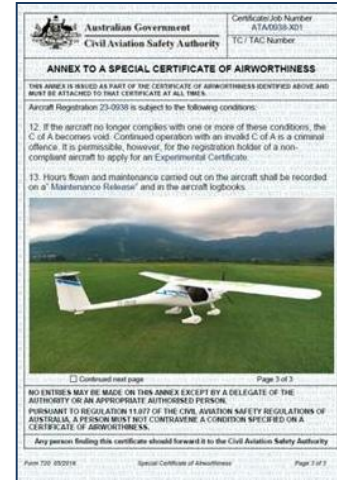 Australian Government
Civil Aviation Safety Authority
Certificate/Job Number
ATA/0938-X01
TC / TAC Number
ANNEX TO A SPECIAL CERTIFICATE OF AIRWORTHINESS
THIS ANNEX IS ISSUED AS PART OF THE CERTIFICATE OF AIRWORTHINESS IDENTIFIED ABOVE AND
MUST BE ATTACHED TO THAT CERTIFICATE AT ALL TIMES.
Aircraft Registration 23-0938 is subject to the following conditions:
12. If the aircraft no longer complies with one or more of these conditions, the
C of A becomes void. Continued operation with an invalid C of A is a criminal
offence. It is permissible, however, for the registration holder of a non-
compliant aircraft to apply for an Experimental Certificate.
13. Hours flown and maintenance carried out on the aircraft shall be recorded
on a" Maintenance Release" and in the aircraft logbooks.
Continued next page
Page 3 of 3
NO ENTRIES MAY BE MADE ON THIS ANNEX EXCEPT BY A DELEGATE OF THE
AUTHORITY OR AN APPROPRIATE AUTHORISED PERSON.
PURSUANT TO REGULATION 11.077 OF THE CIVIL AVIATION SAFETY REGULATIONS OF
AUSTRALIA, A PERSON MUST NOT CONTRAVENE A CONDITION SPECIFIED ON A
CERTIFICATE OF AIRWORTHINESS.
Any person finding this certificate should forward it to the Civil Aviation Safety Authority
Form 720 05/2016
Special Certificate of Airworthiness
Page 3 of 3